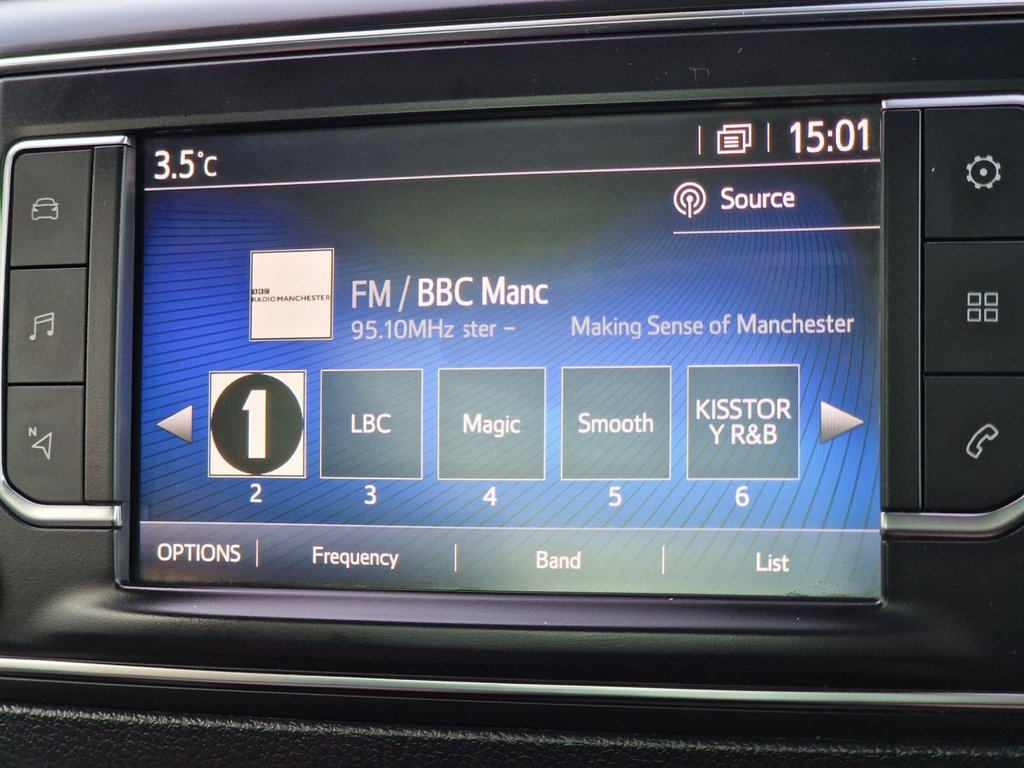 3.5°C
15:01
Source
BBC
RADIO MANCHESTER
FM / BBC Manc
95.10MHz ster – Making Sense of Manchester
1
LBC
Magic
Smooth
KISSTOR
Y R&B
2 3 4 5 6
OPTIONS Frequency Band List
N